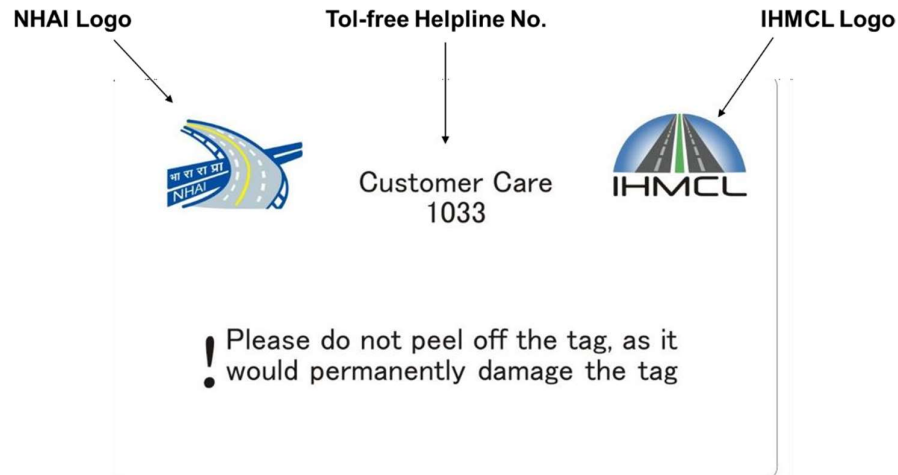 NHAI Logo
Tol-free Helpline No.
IHMCL Logo
भा रा रा प्रा
NHAI
Customer Care
1033
IHMCL
! Please do not peel off the tag, as it
would permanently damage the tag